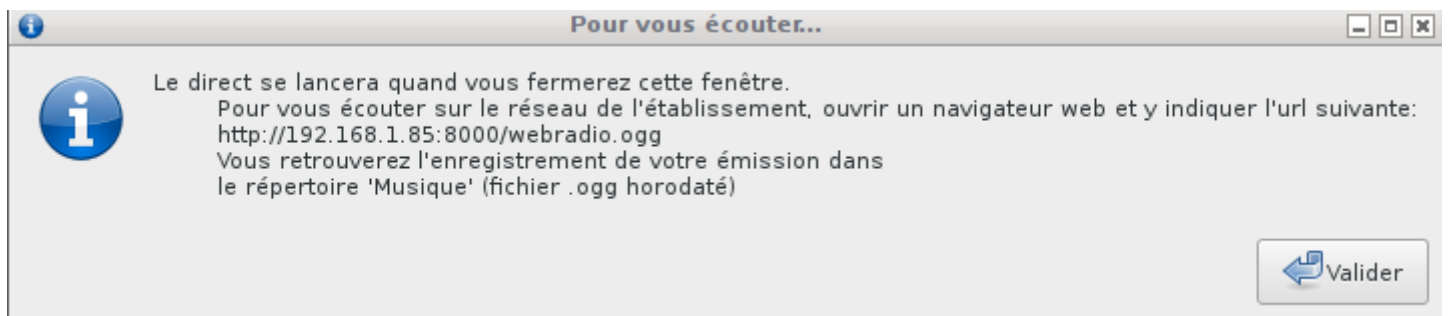 Pour vous écouter...
Le direct se lancera quand vous fermerez cette fenêtre.
Pour vous écouter sur le réseau de l'établissement, ouvrir un navigateur web et y indiquer l'url suivante:
http://192.168.1.85:8000/webradio.ogg
Vous retrouverez l'enregistrement de votre émission dans
le répertoire 'Musique' (fichier .ogg horodaté)
Valider